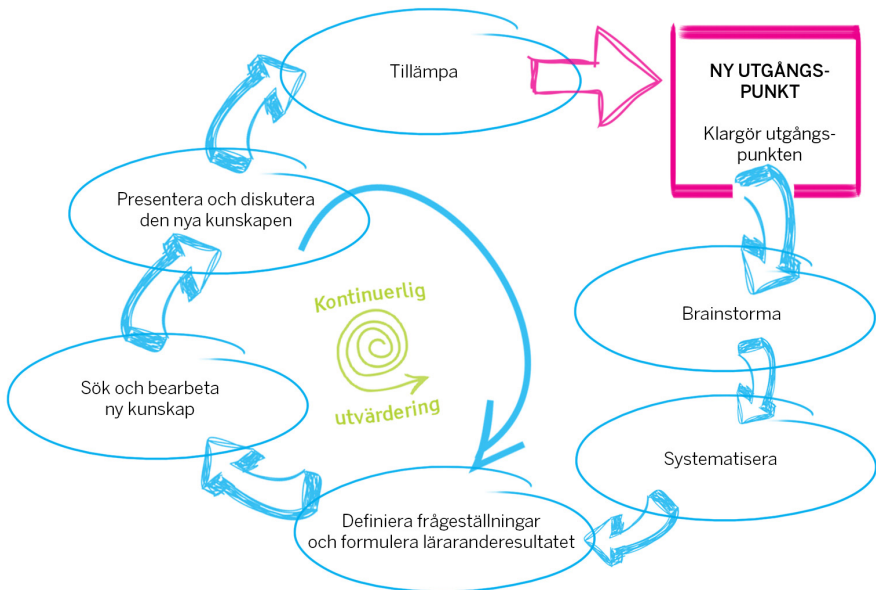 Tillämpa
NY UTGÅNGS-
PUNKT
Klargör utgångs-
punkten
Brainstorma
Systematisera
Definiera frågeställningar
och formulera läraranderesultatet
Sök och bearbeta
ny kunskap
Presentera och diskutera
den nya kunskapen
Kontinuerlig
utvärdering